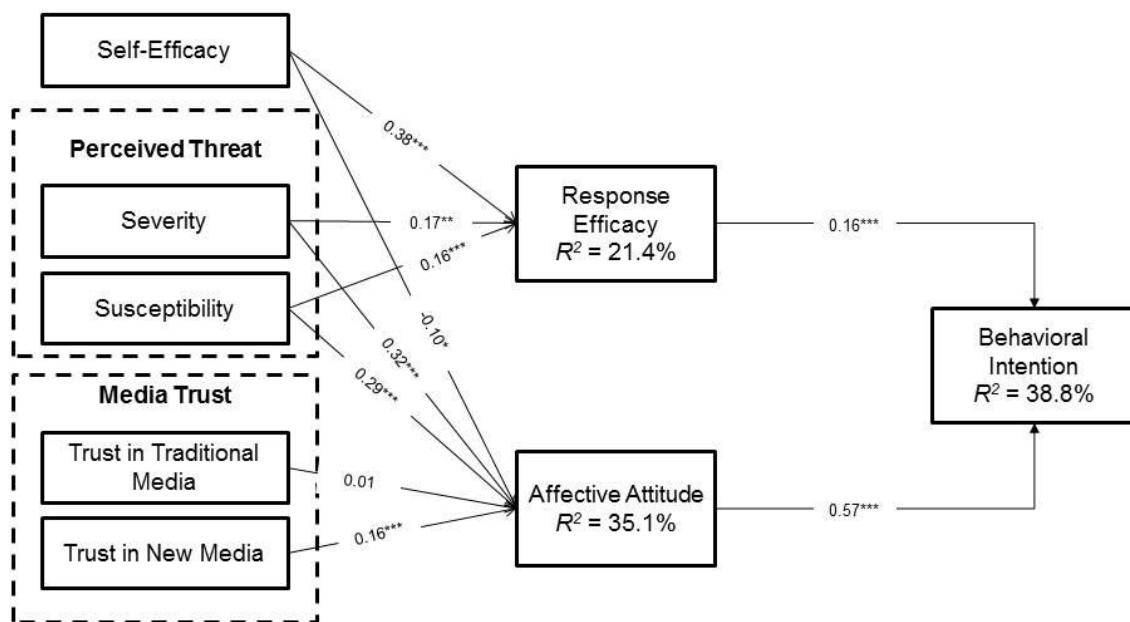 Self-Efficacy
0.38***
Perceived Threat
Severity
0.17**
Susceptibility
0.16***
-0.10*
0.32***
0.29***
Response
Efficacy
R² = 21.4%
0.16***
Behavioral
Intention
R² = 38.8%
Media Trust
Trust in Traditional
Media
0.01
Trust in New Media
0.16***
Affective Attitude
R² = 35.1%
0.57***